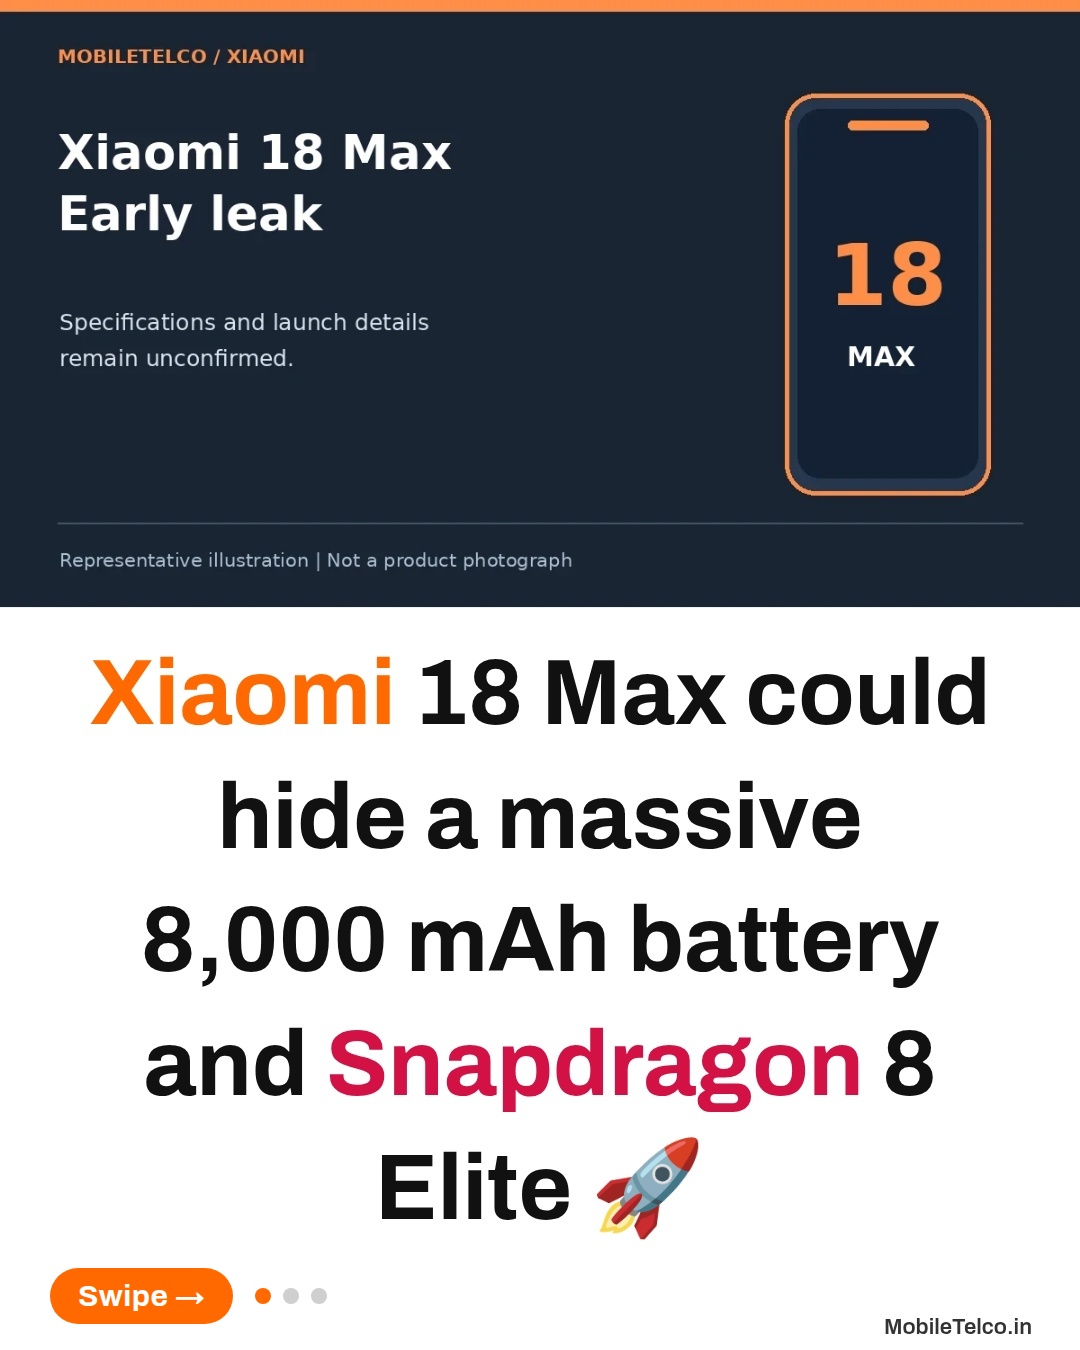 MOBILETELCO / XIAOMI
Xiaomi 18 Max
Early leak
Specifications and launch details
remain unconfirmed.
18
MAX
Representative illustration | Not a product photograph
Xiaomi 18 Max could
hide a massive
8,000 mAh battery
and Snapdragon 8
Elite 🚀
Swipe →
MobileTelco.in